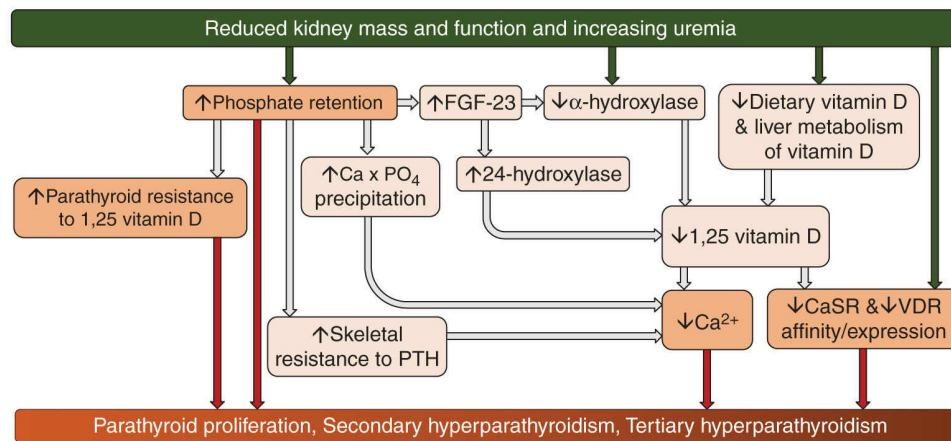 Reduced kidney mass and function and increasing uremia
↑Phosphate retention
↑FGF-23
↓α-hydroxylase
↓Dietary vitamin D
& liver metabolism
of vitamin D
↑Parathyroid resistance
to 1,25 vitamin D
↑Ca x PO₄
precipitation
↑24-hydroxylase
↓1,25 vitamin D
↑Skeletal
resistance to PTH
↓Ca²⁺
↓CaSR &↓VDR
affinity/expression
Parathyroid proliferation, Secondary hyperparathyroidism, Tertiary hyperparathyroidism